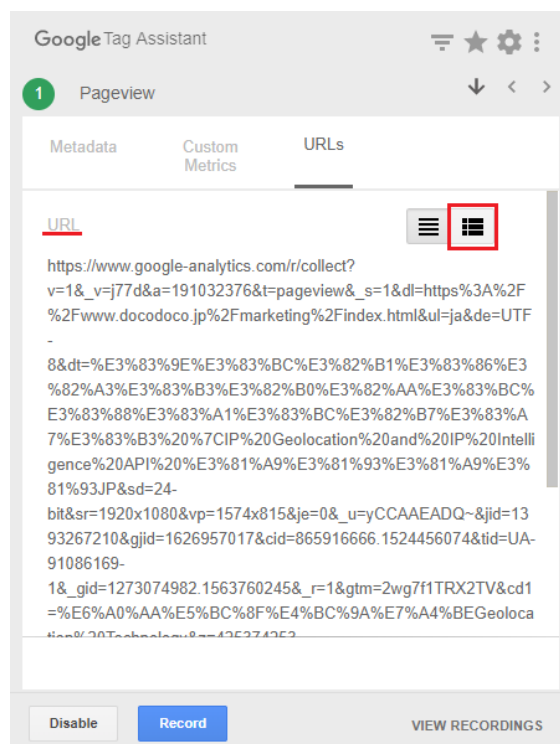 Google Tag Assistant
1 Pageview
Metadata
Custom
Metrics
URLs
URL
https://www.google-analytics.com/r/collect?
v=1&_v=j77d&a=191032376&t=pageview&_s=1&dl=https%3A%2F
%2Fwww.docodoco.jp%2Fmarketing%2Findex.html&ul=ja&de=UTF
-
8&dt=%E3%83%9E%E3%83%BC%E3%82%B1%E3%83%86%E3
%82%A3%E3%83%B3%E3%82%B0%E3%82%AA%E3%83%BC%
E3%83%88%E3%83%A1%E3%83%BC%E3%82%B7%E3%83%A
7%E3%83%B3%20%7CIP%20Geolocation%20and%20IP%20Intelli
gence%20API%20%E3%81%A9%E3%81%93%E3%81%A9%E3%
81%93JP&sd=24-
bit&sr=1920x1080&vp=1574x815&je=0&_u=yCCAAEADQ~&jid=13
93267210&gjid=1626957017&cid=865916666.1524456074&tid=UA-
91086169-
1&_gid=1273074982.1563760245&_r=1&gtm=2wg7f1TRX2TV&cd1
=%E6%A0%AA%E5%BC%8F%E4%BC%9A%E7%A4%BEGeoloca
tion%20Technology&z=425374253
Disable
Record
VIEW RECORDINGS